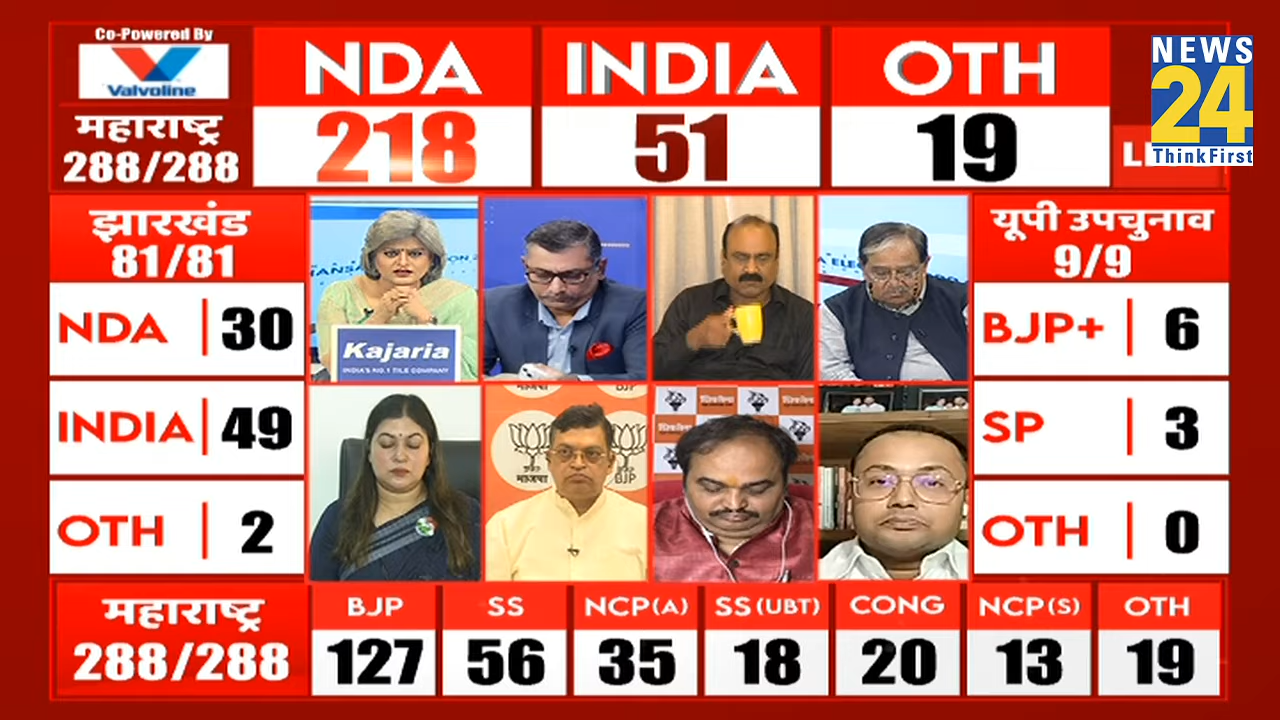 Co-Powered By
Valvoline
NDA
INDIA
OTH
NEWS
24
ThinkFirst
महाराष्ट्र
288/288
218
51
19
झारखंड
81/81
NDA
30
INDIA
49
OTH
2
Kajaria
INDIA'S NO.1 TILE COMPANY
भाजपा
BJP
यूपी उपचुनाव
9/9
BJP+
6
SP
3
OTH
0
महाराष्ट्र
288/288
BJP
SS
NCP(A)
SS(UBT)
CONG
NCP(S)
OTH
127
56
35
18
20
13
19